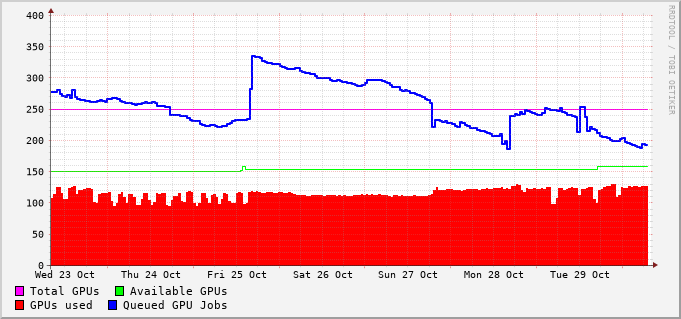 400
350
300
250
200
150
100
50
0
Wed 23 Oct Thu 24 Oct Fri 25 Oct Sat 26 Oct Sun 27 Oct Mon 28 Oct Tue 29 Oct
Total GPUs Available GPUs
GPUs used Queued GPU Jobs
RRDTOOL / TOBI OETIKER